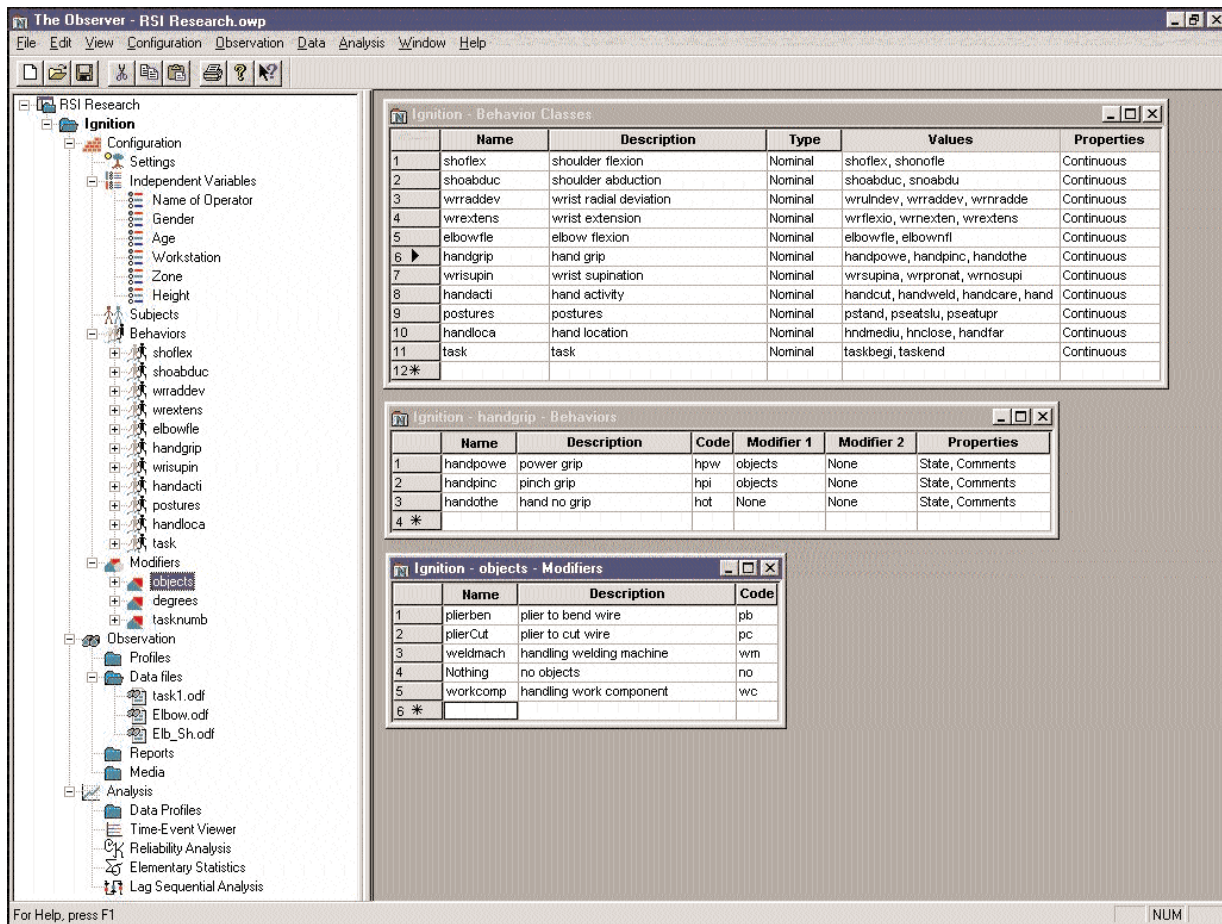 The Observer - RSI Research.owp
File Edit View Configuration Observation Data Analysis Window Help
RSI Research
Ignition
Configuration
Settings
Independent Variables
Name of Operator
Gender
Age
Workstation
Zone
Height
Subjects
Behaviors
shoflex
shoabduc
wrraddev
wrextens
elbowfle
handgrip
wrisupin
handacti
postures
handloca
task
Modifiers
objects
degrees
tasknumb
Observation
Profiles
Data files
task1.odf
Elbow.odf
Elb_Sh.odf
Reports
Media
Analysis
Data Profiles
Time-Event Viewer
Reliability Analysis
Elementary Statistics
Lag Sequential Analysis
Ignition - Behavior Classes
Name Description Type Values Properties
1 shoflex shoulder flexion Nominal shoflex, shonofle Continuous
2 shoabduc shoulder abduction Nominal shoabduc, snoabdu Continuous
3 wrraddev wrist radial deviation Nominal wrulndev, wrraddev, wrnradde Continuous
4 wrextens wrist extension Nominal wrflexio, wrnexten, wrextens Continuous
5 elbowfle elbow flexion Nominal elbowfle, elbownfl Continuous
6 handgrip hand grip Nominal handpowe, handpinc, handothe Continuous
7 wrisupin wrist supination Nominal wrsupina, wrpronat, wrnosupi Continuous
8 handacti hand activity Nominal handcut, handweld, handcare, hand Continuous
9 postures postures Nominal pstand, pseatslu, pseatupr Continuous
10 handloca hand location Nominal hndmediu, hnclose, handfar Continuous
11 task task Nominal taskbegi, taskend Continuous
12*
Ignition - handgrip - Behaviors
Name Description Code Modifier 1 Modifier 2 Properties
1 handpowe power grip hpw objects None State, Comments
2 handpinc pinch grip hpi objects None State, Comments
3 handothe hand no grip hot None None State, Comments
4 *
Ignition - objects - Modifiers
Name Description Code
1 plierben plier to bend wire pb
2 plierCut plier to cut wire pc
3 weldmach handling welding machine wm
4 Nothing no objects no
5 workcomp handling work component wc
6 *
For Help, press F1
NUM